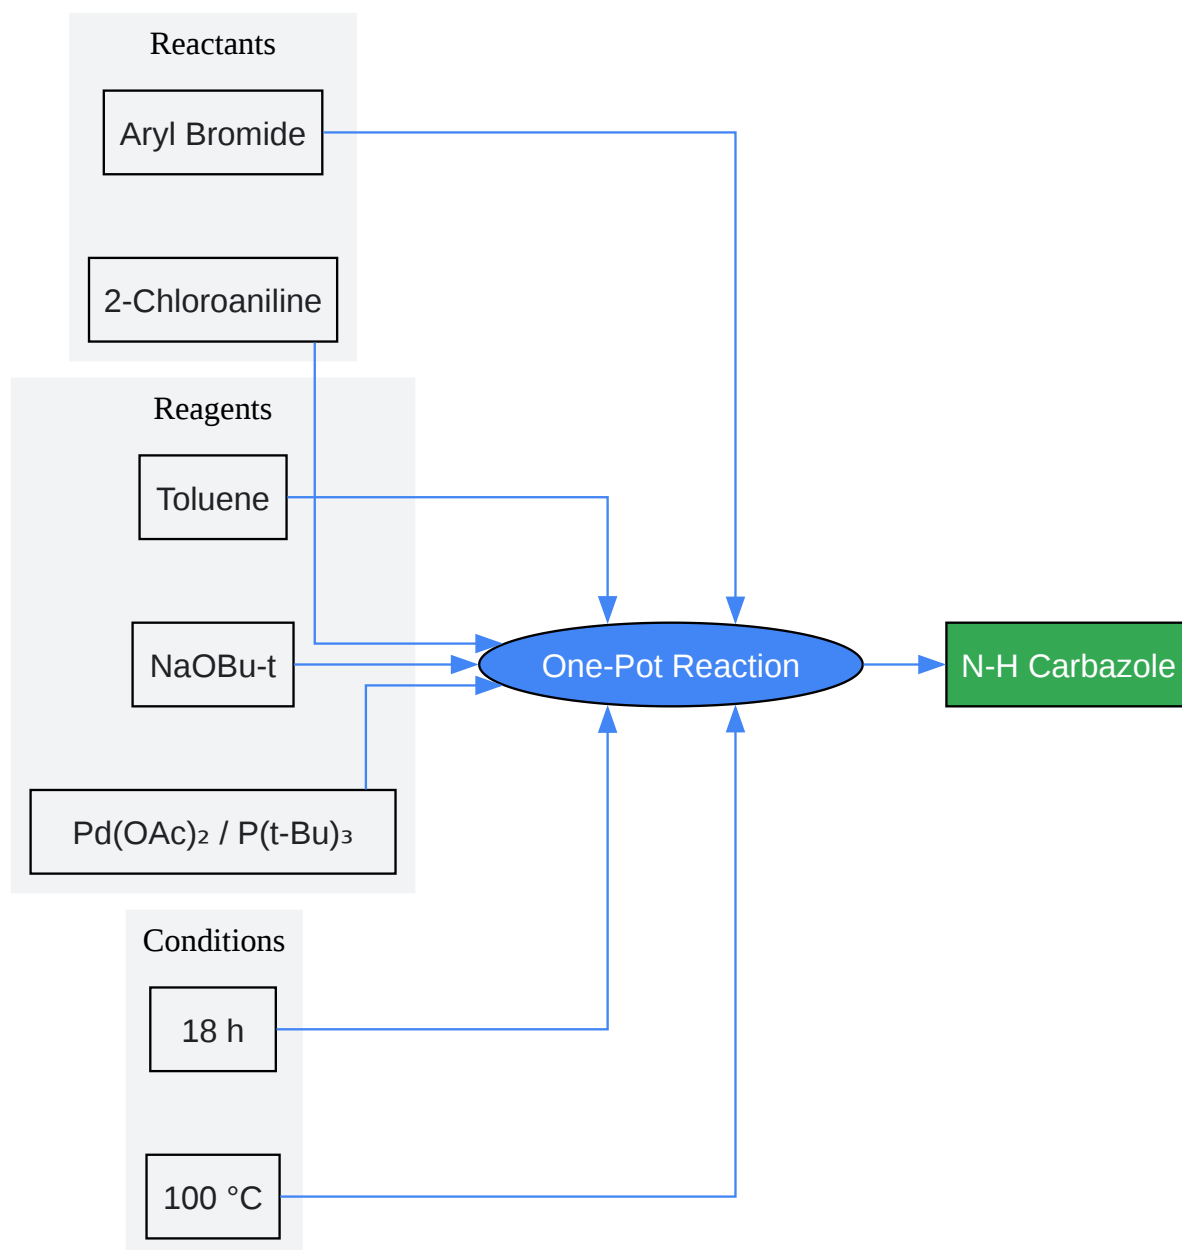 Reactants
Aryl Bromide
2-Chloroaniline
Reagents
Toluene
NaOBu-t
Pd(OAc)₂ / P(t-Bu)₃
Conditions
18 h
100 °C
One-Pot Reaction
N-H Carbazole